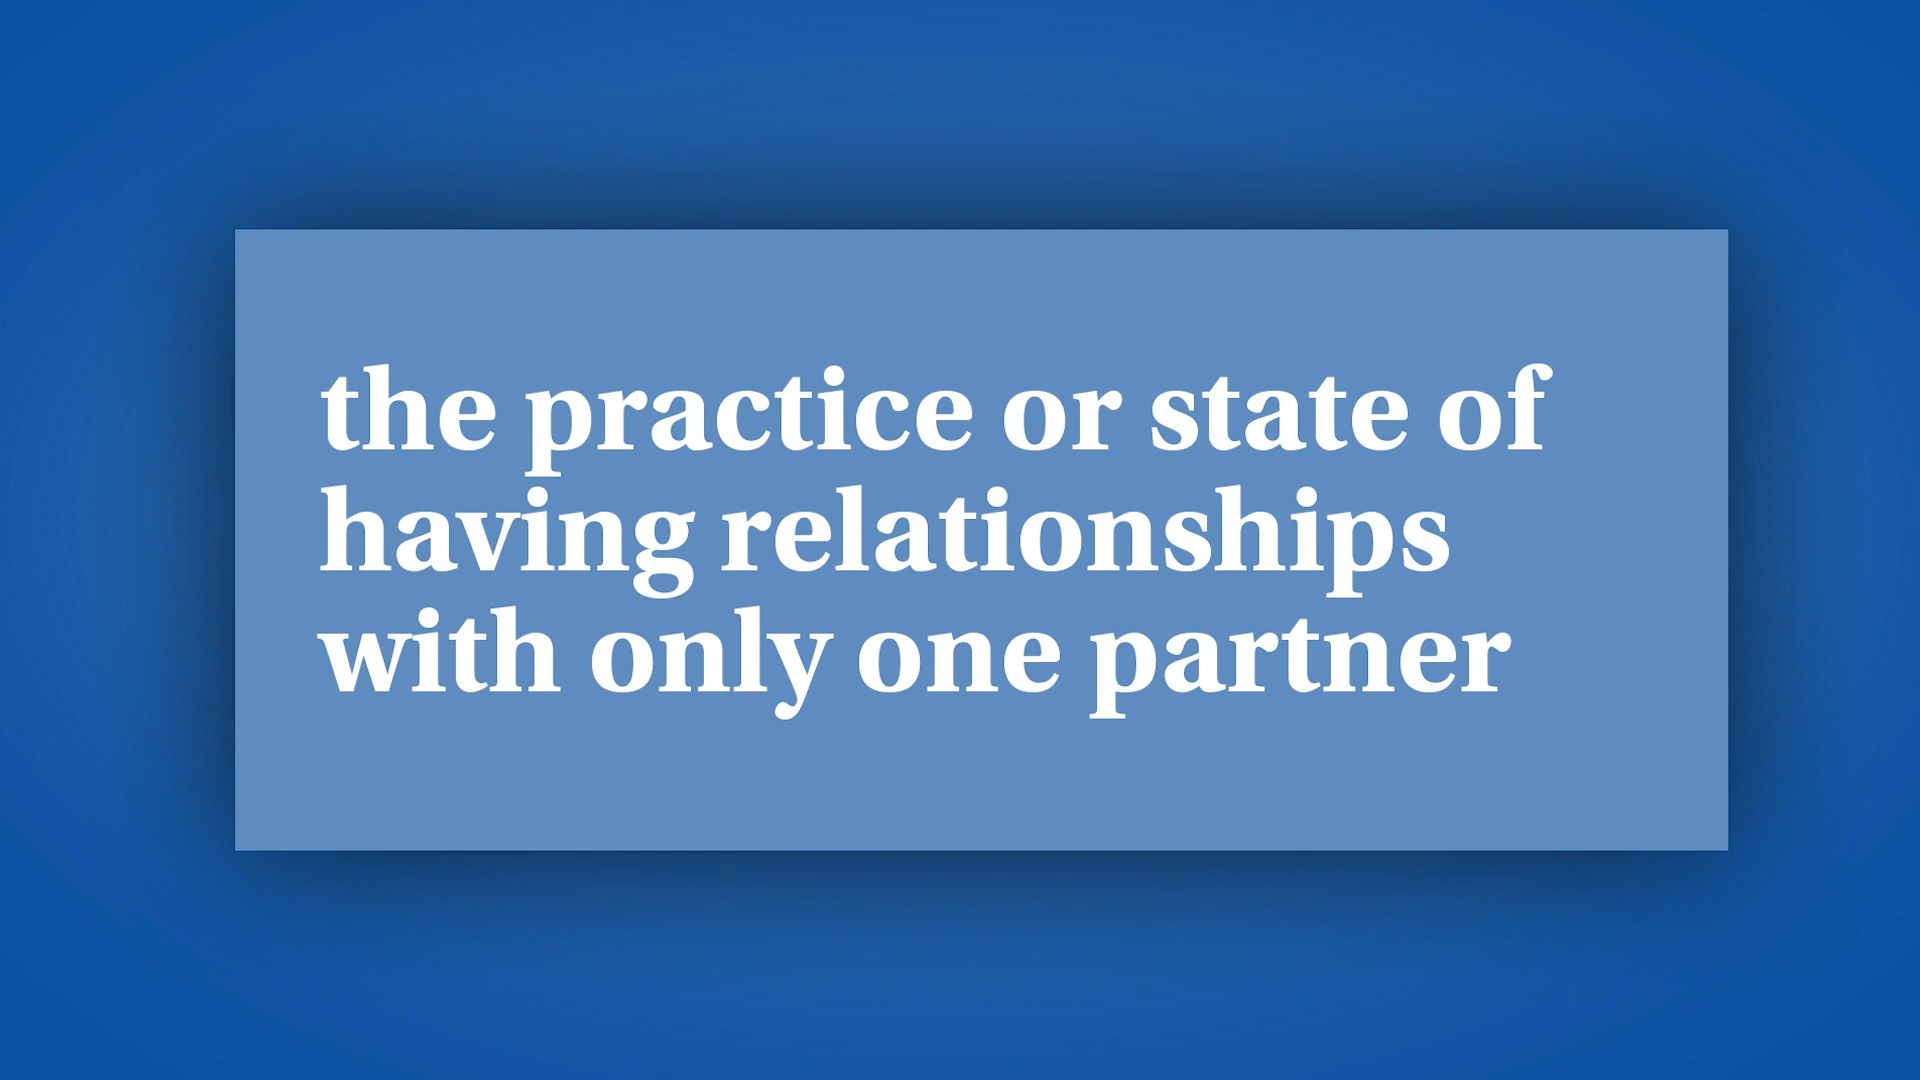 the practice or state of
having relationships
with only one partner